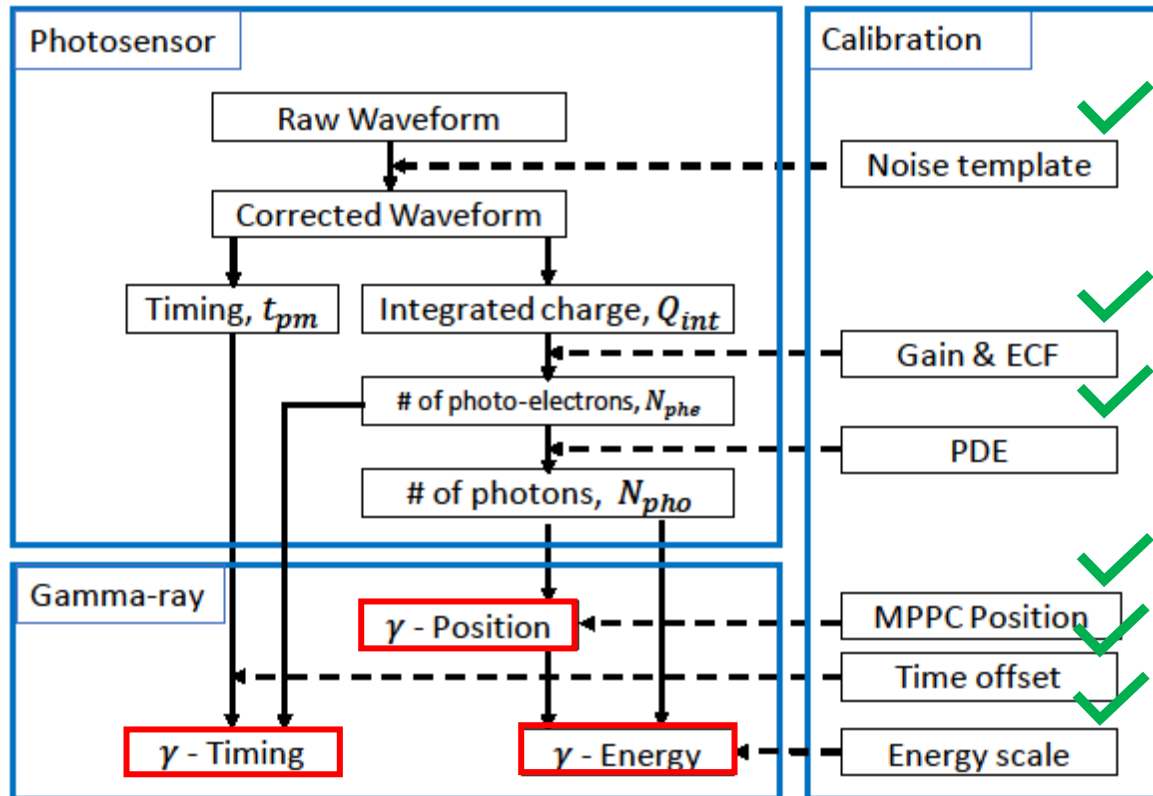 Photosensor
Raw Waveform
Corrected Waveform
Timing, t_pm
Integrated charge, Q_int
# of photo-electrons, N_phe
# of photons, N_pho
Gamma-ray
γ - Position
γ - Timing
γ - Energy
Calibration
Noise template
Gain & ECF
PDE
MPPC Position
Time offset
Energy scale